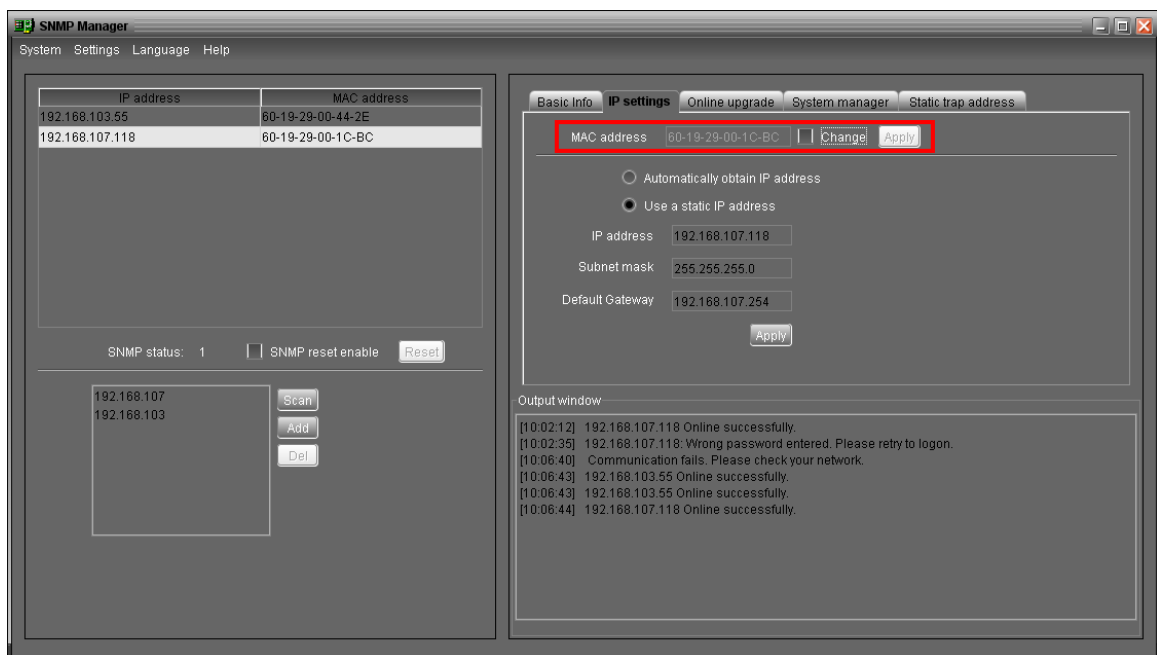 SNMP Manager
System Settings Language Help
IP address MAC address
192.168.103.55 60-19-29-00-44-2E
192.168.107.118 60-19-29-00-1C-BC
SNMP status: 1 SNMP reset enable Reset
192.168.107
192.168.103
Scan
Add
Del
Basic Info IP settings Online upgrade System manager Static trap address
MAC address 60-19-29-00-1C-BC Change Apply
Automatically obtain IP address
Use a static IP address
IP address 192.168.107.118
Subnet mask 255.255.255.0
Default Gateway 192.168.107.254
Apply
Output window
[10:02:12] 192.168.107.118 Online successfully.
[10:02:35] 192.168.107.118: Wrong password entered. Please retry to logon.
[10:06:40] Communication fails. Please check your network.
[10:06:43] 192.168.103.55 Online successfully.
[10:06:43] 192.168.103.55 Online successfully.
[10:06:44] 192.168.107.118 Online successfully.